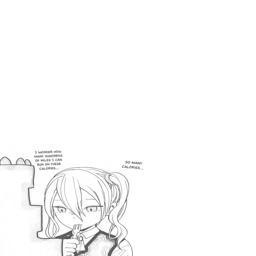 I WONDER HOW
MANY HUNDREDS
OF MILES I CAN
RUN ON THESE
CALORIES...
SO MANY
CALORIES...